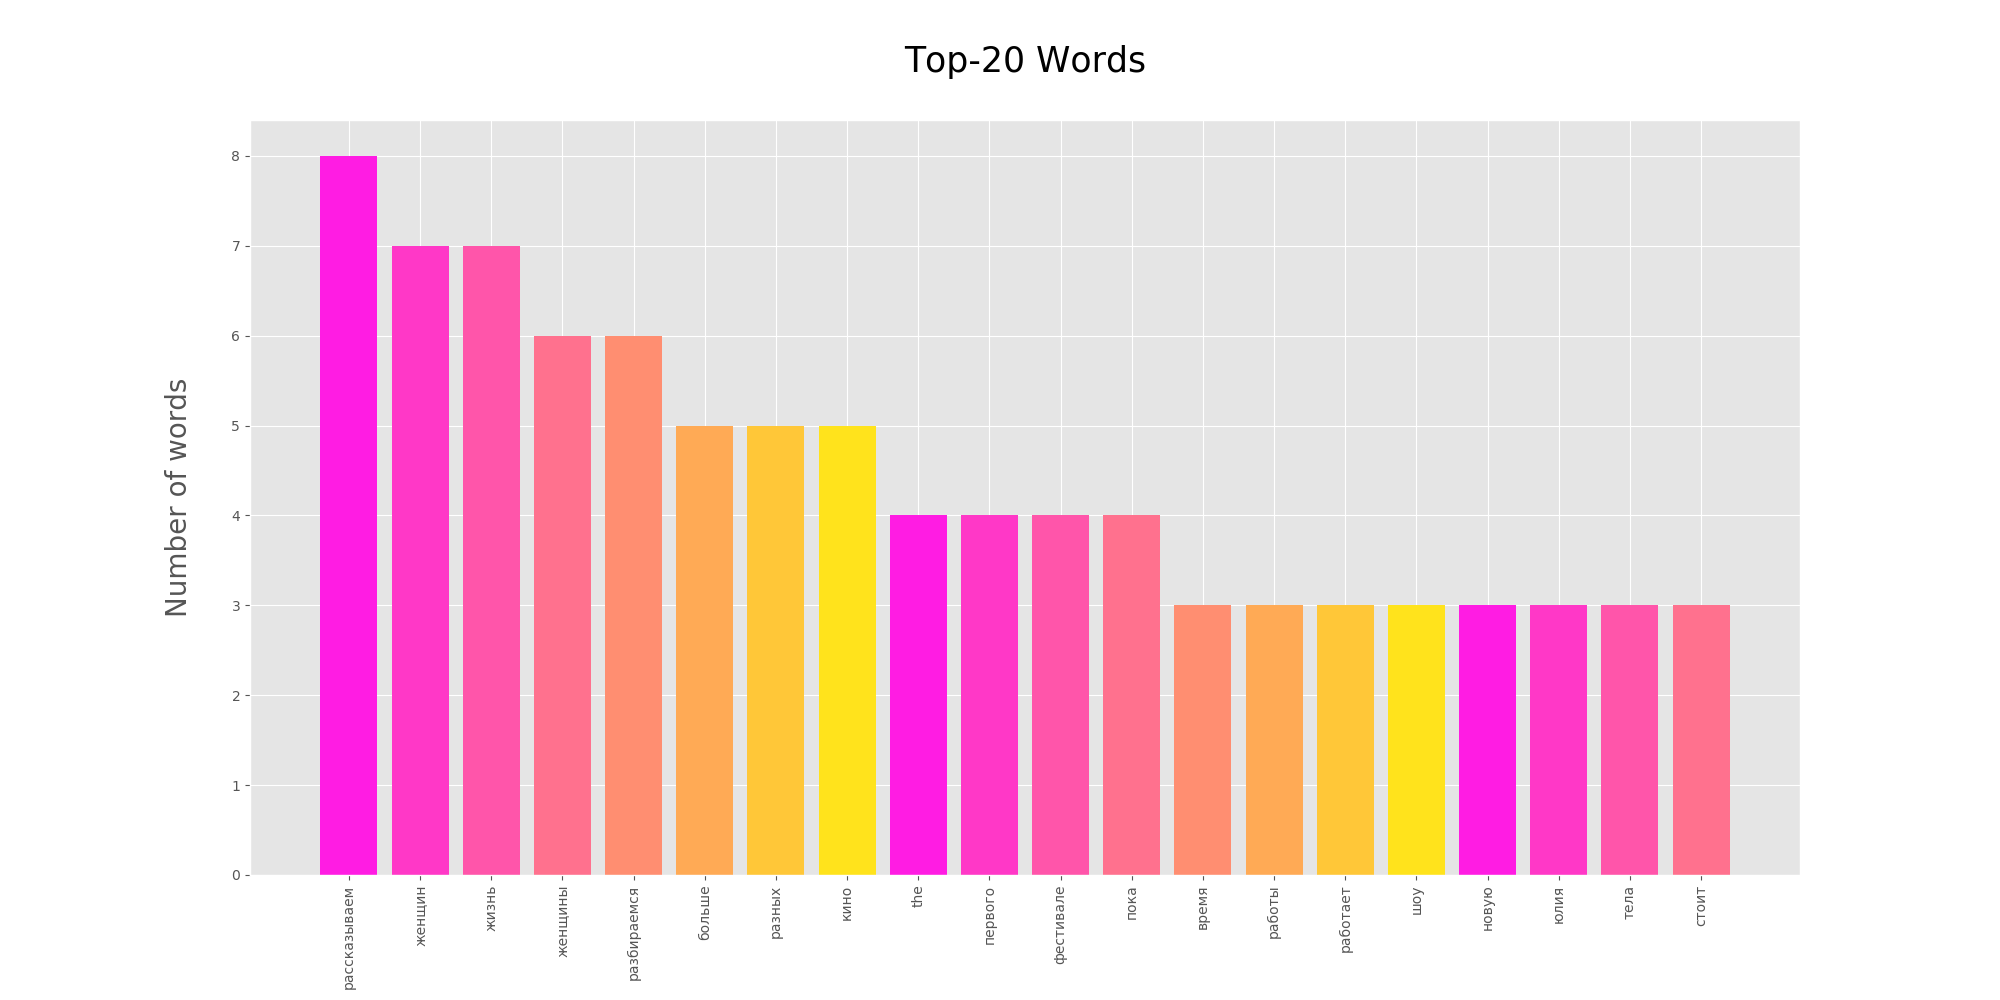 Top-20 Words
Number of words
8
7
6
5
4
3
2
1
0
рассказываем
женщин
жизнь
женщины
разбираемся
больше
разных
кино
the
первого
фестивале
пока
время
работы
работает
шоу
новую
юлия
тела
стоит